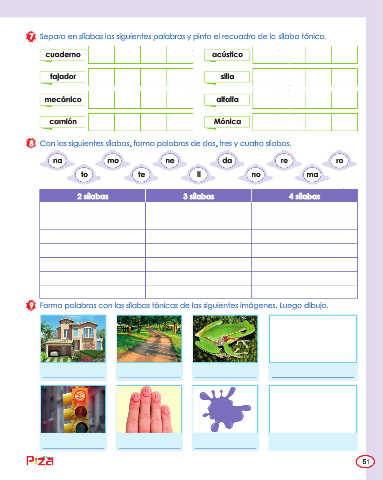 7 Separa en sílabas las siguientes palabras y pinta el recuadro de la sílaba tónica.
cuaderno acústico
tajador silla
mecánico alfalfa
camión Mónica
8 Con las siguientes sílabas, forma palabras de dos, tres y cuatro sílabas.
na mo ne da re ra
to te ll no ma
2 sílabas 3 sílabas 4 sílabas
9 Forma palabras con las sílabas tónicas de las siguientes imágenes. Luego dibuja.
Pizza
51